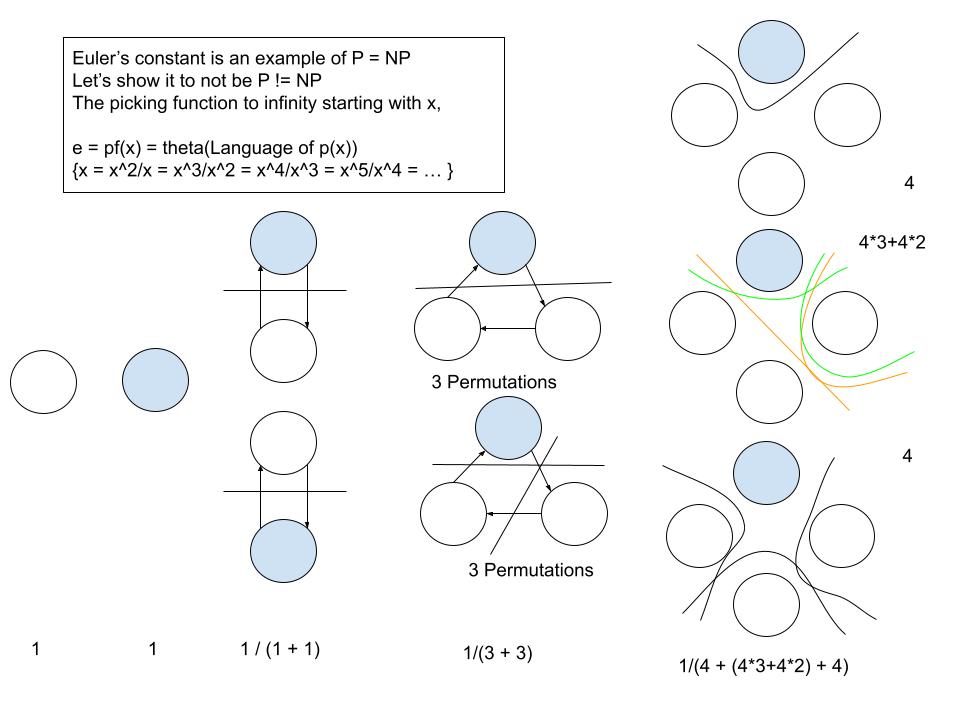 Euler's constant is an example of P = NP
Let's show it to not be P != NP
The picking function to infinity starting with x,
e = pf(x) = theta(Language of p(x))
{x = x^2/x = x^3/x^2 = x^4/x^3 = x^5/x^4 = … }
4
4*3+4*2
3 Permutations
4
3 Permutations
1
1
1 / (1 + 1)
1/(3 + 3)
1/(4 + (4*3+4*2) + 4)